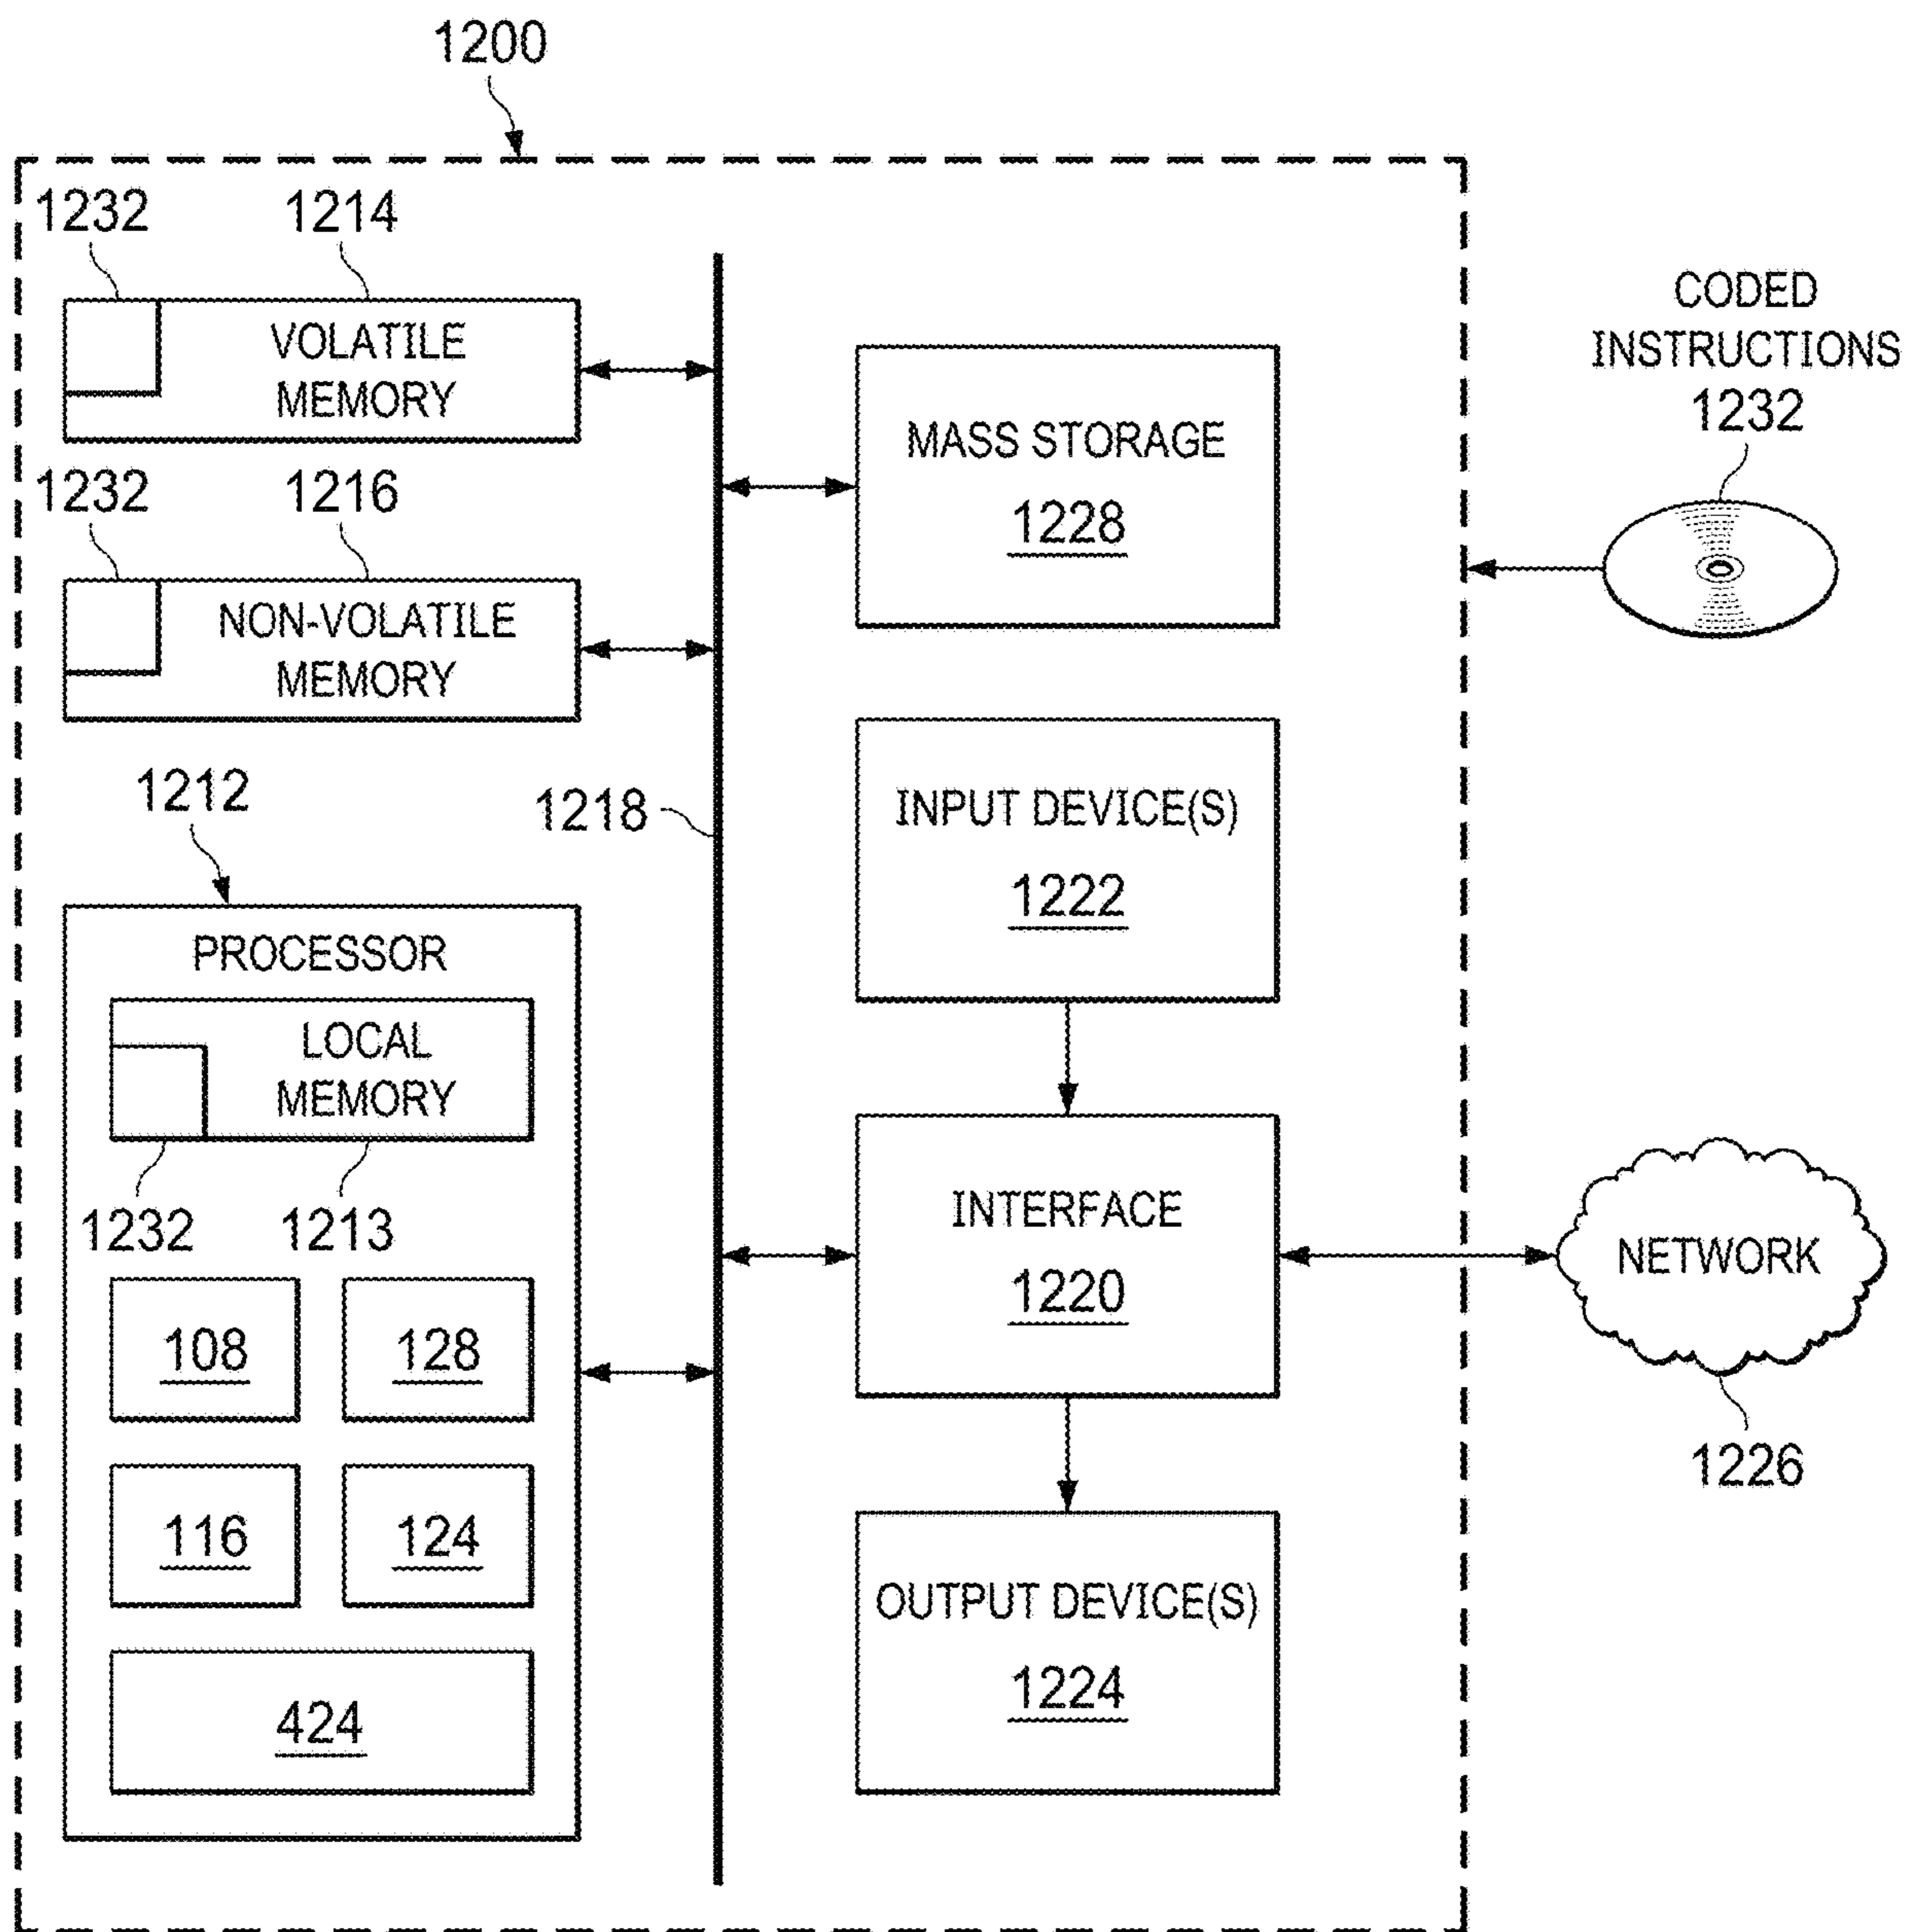 1200
1232
1214
VOLATILE
MEMORY
1232
1216
NON-VOLATILE
MEMORY
1212
PROCESSOR
LOCAL
MEMORY
1232
1213
108
128
116
124
424
1218
MASS STORAGE
1228
INPUT DEVICE(S)
1222
INTERFACE
1220
OUTPUT DEVICE(S)
1224
CODED
INSTRUCTIONS
1232
NETWORK
1226